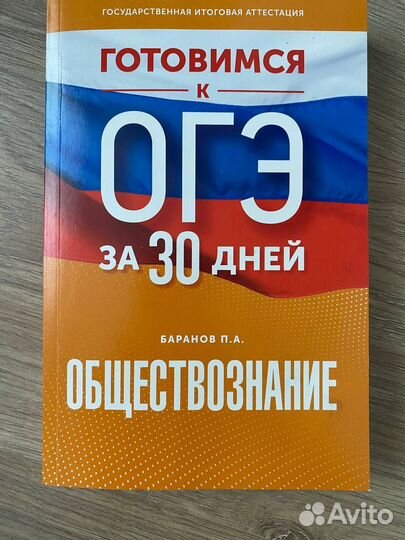 ГОСУДАРСТВЕННАЯ ИТОГОВАЯ АТТЕСТАЦИЯ
ГОТОВИМСЯ
К
ОГЭ
ЗА 30 ДНЕЙ
БАРАНОВ П.А.
ОБЩЕСТВОЗНАНИЕ
Avito